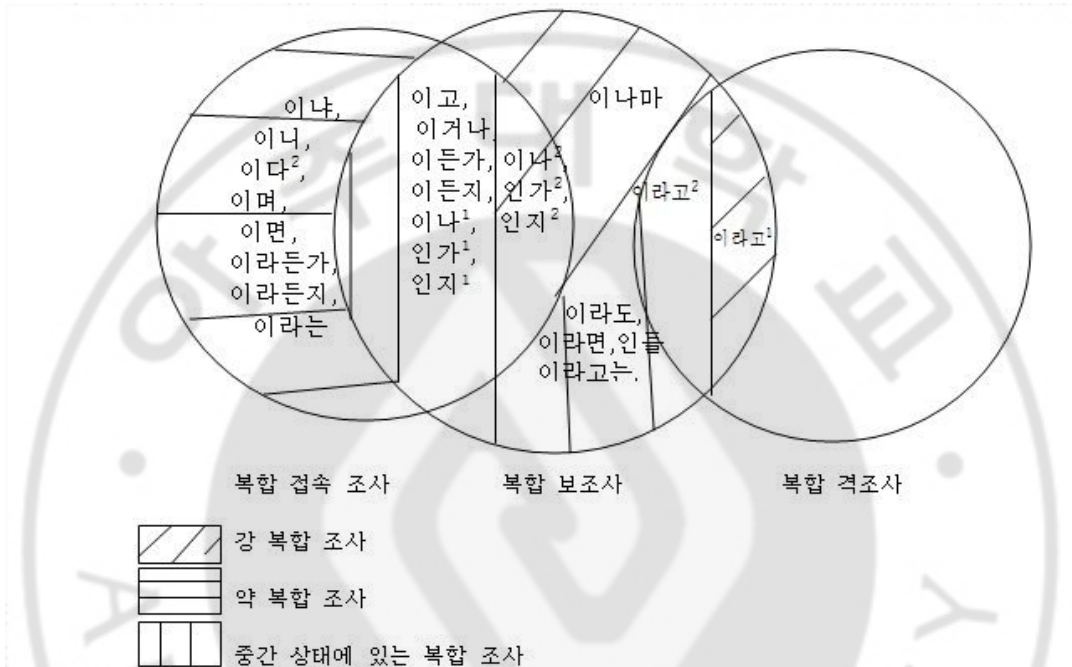 이냐,
이니,
이다²,
이며,
이면,
이라든가,
이라든지,
이라는
이고,
이거나,
이든가,
이든지,
이나¹,
인가¹,
인지¹
이나²,
인가²,
인지²
이나마
이라고²
이라고¹
이라도,
이라면,인들
이라고는.
복합 접속 조사
복합 보조사
복합 격조사
강 복합 조사
약 복합 조사
중간 상태에 있는 복합 조사
아주대학교
A
Y